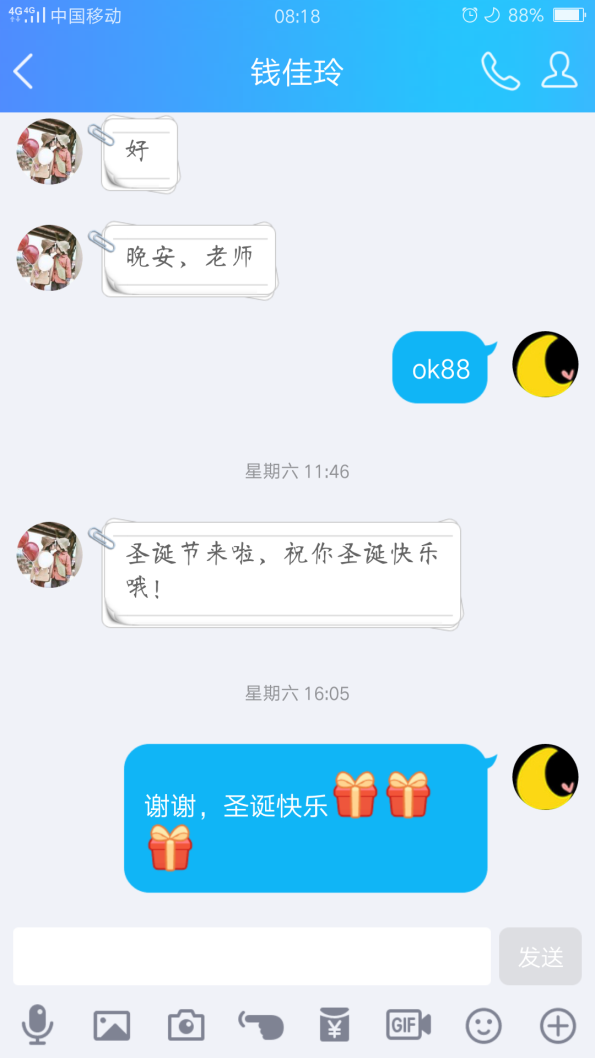 4G 4G 中国移动 08:18 88%
钱佳玲
好
晚安，老师
ok88
星期六 11:46
圣诞节来啦，祝你圣诞快乐
哦！
星期六 16:05
谢谢，圣诞快乐
发送
¥
GIF